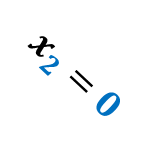 x₂ = 0